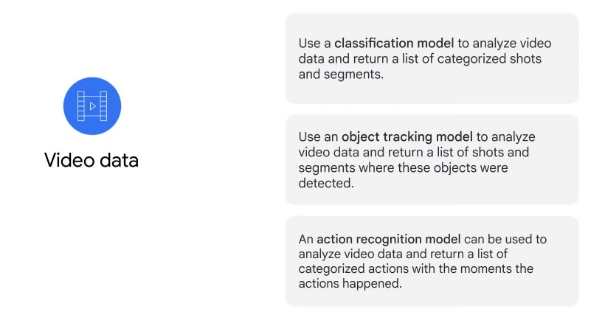 Video data
Use a classification model to analyze video
data and return a list of categorized shots
and segments.
Use an object tracking model to analyze
video data and return a list of shots and
segments where these objects were
detected.
An action recognition model can be used to
analyze video data and return a list of
categorized actions with the moments the
actions happened.